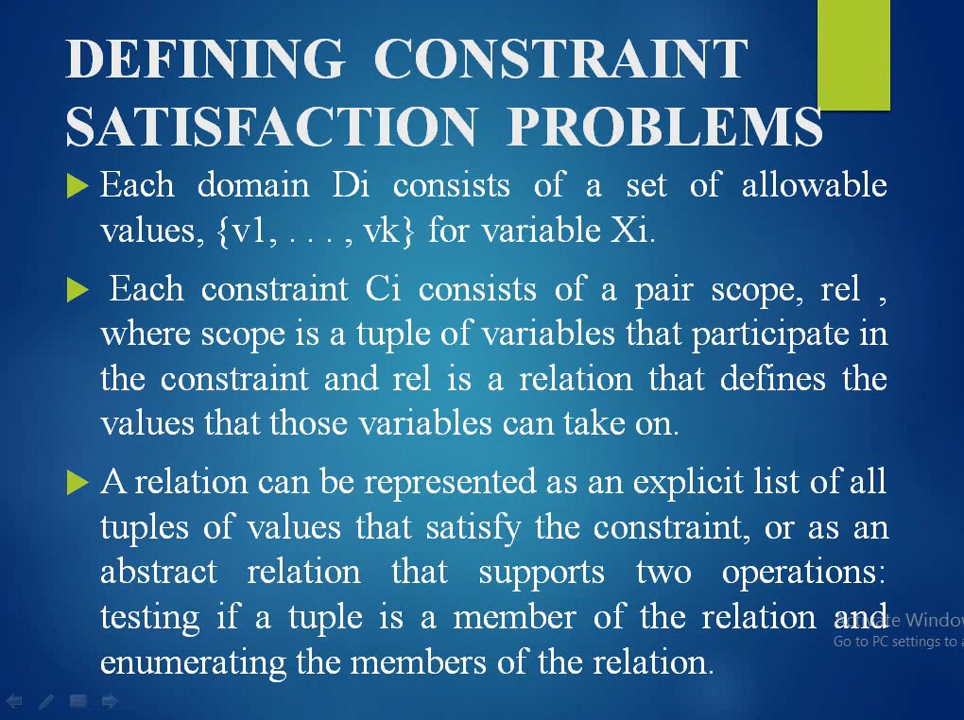 DEFINING CONSTRAINT
SATISFACTION PROBLEMS
Each domain Di consists of a set of allowable
values, {v1, . . . , vk} for variable Xi.
Each constraint Ci consists of a pair scope, rel ,
where scope is a tuple of variables that participate in
the constraint and rel is a relation that defines the
values that those variables can take on.
A relation can be represented as an explicit list of all
tuples of values that satisfy the constraint, or as an
abstract relation that supports two operations:
testing if a tuple is a member of the relation and
enumerating the members of the relation.
Activate Window
Go to PC settings to a